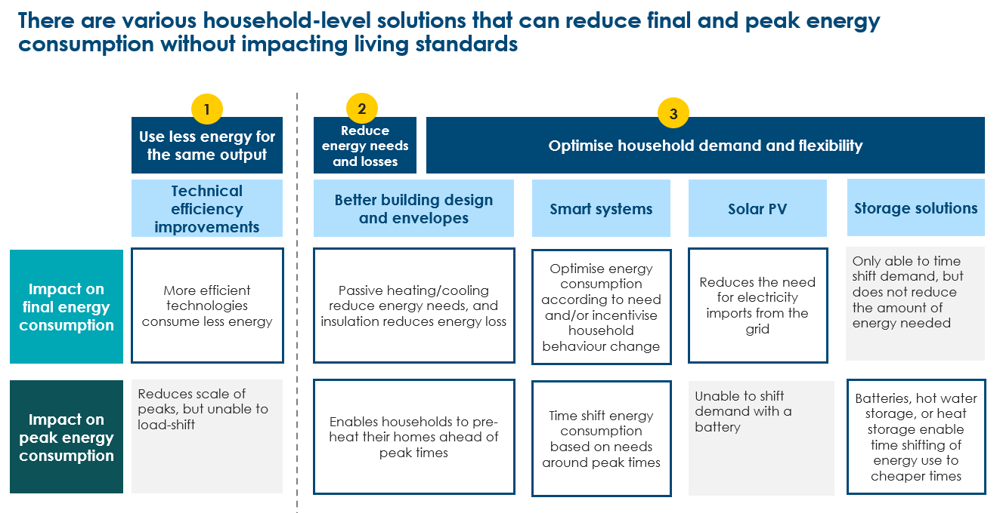 There are various household-level solutions that can reduce final and peak energy
consumption without impacting living standards
1
2
3
Use less energy for
the same output
Reduce
energy needs
and losses
Optimise household demand and flexibility
Technical
efficiency
improvements
Better building design
and envelopes
Smart systems
Solar PV
Storage solutions
Impact on
final energy
consumption
More efficient
technologies
consume less energy
Passive heating/cooling
reduce energy needs, and
insulation reduces energy loss
Optimise energy
consumption
according to need
and/or incentivise
household
behaviour change
Reduces the need
for electricity
imports from the
grid
Only able to time
shift demand, but
does not reduce
the amount of
energy needed
Impact on
peak energy
consumption
Reduces scale of
peaks, but unable to
load-shift
Enables households to pre-
heat their homes ahead of
peak times
Time shift energy
consumption
based on needs
around peak times
Unable to shift
demand with a
battery
Batteries, hot water
storage, or heat
storage enable
time shifting of
energy use to
cheaper times